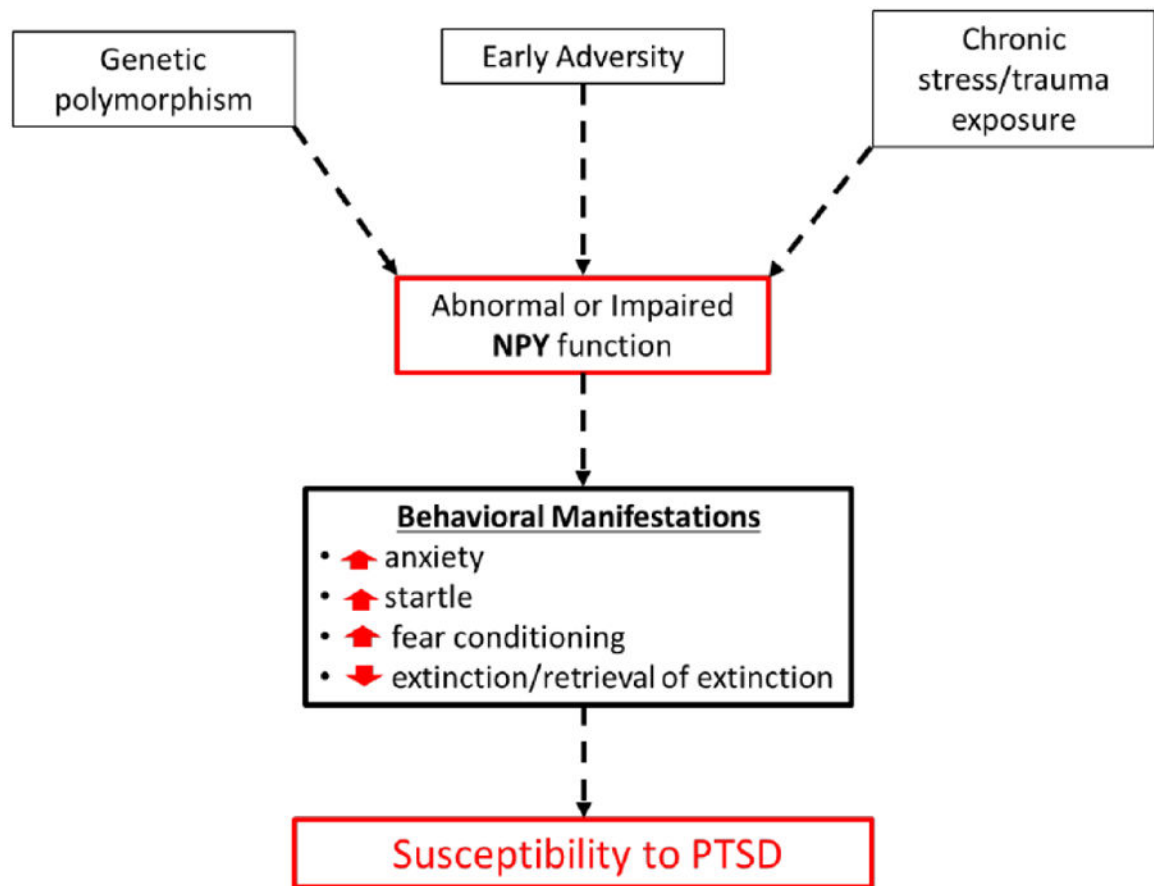 Genetic
polymorphism
Early Adversity
Chronic
stress/trauma
exposure
Abnormal or Impaired
NPY function
Behavioral Manifestations
• anxiety
• startle
• fear conditioning
• extinction/retrieval of extinction
Susceptibility to PTSD